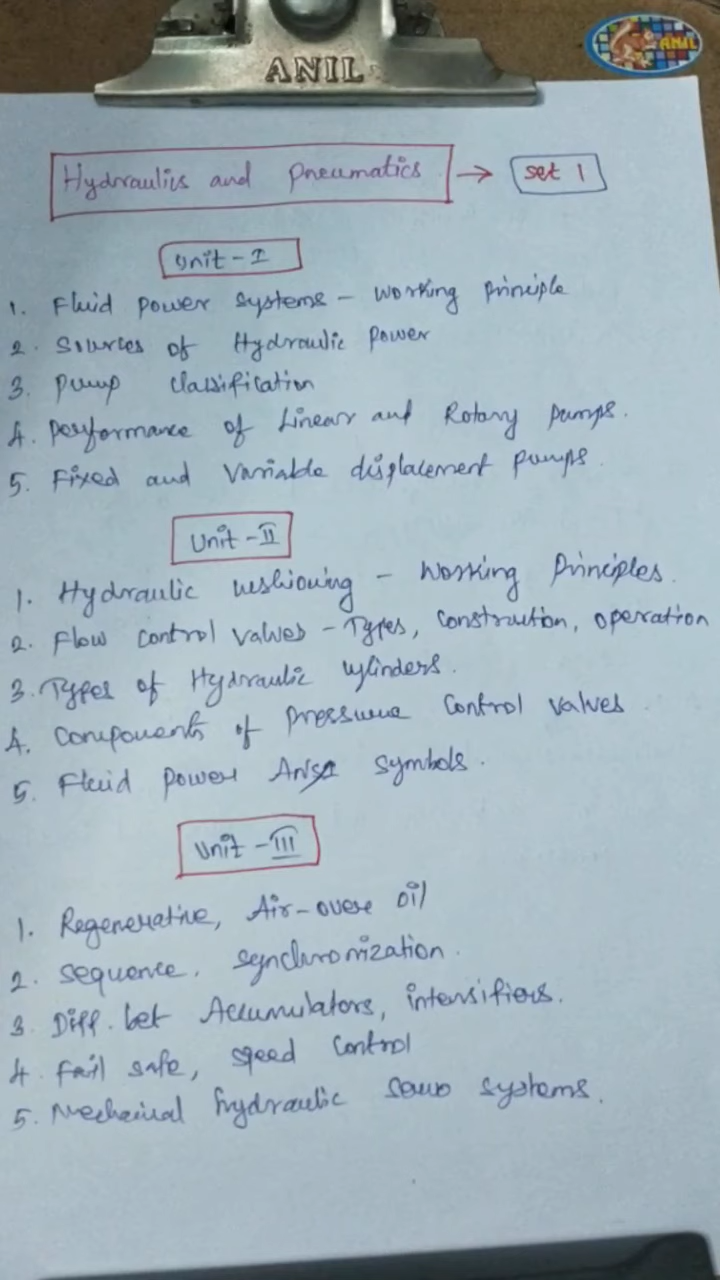 ANIL
ANIL
Hydraulics and Pneumatics → set 1
Unit - I
1. Fluid power systems - working principle
2. Sources of Hydraulic power
3. Pump classification
4. Performance of Linear and Rotary pumps.
5. Fixed and Variable displacement pumps.
Unit - II
1. Hydraulic cushioning - Working Principles.
2. Flow control valves - Types, construction, operation
3. Types of Hydraulic cylinders.
4. Components of Pressure control valves
5. Fluid power ANSI symbols.
Unit - III
1. Regenerative, Air-over oil
2. Sequence, synchronization.
3. Diff. bet Accumulators, intensifiers.
4. Fail safe, speed control
5. Mechanical hydraulic servo systems.